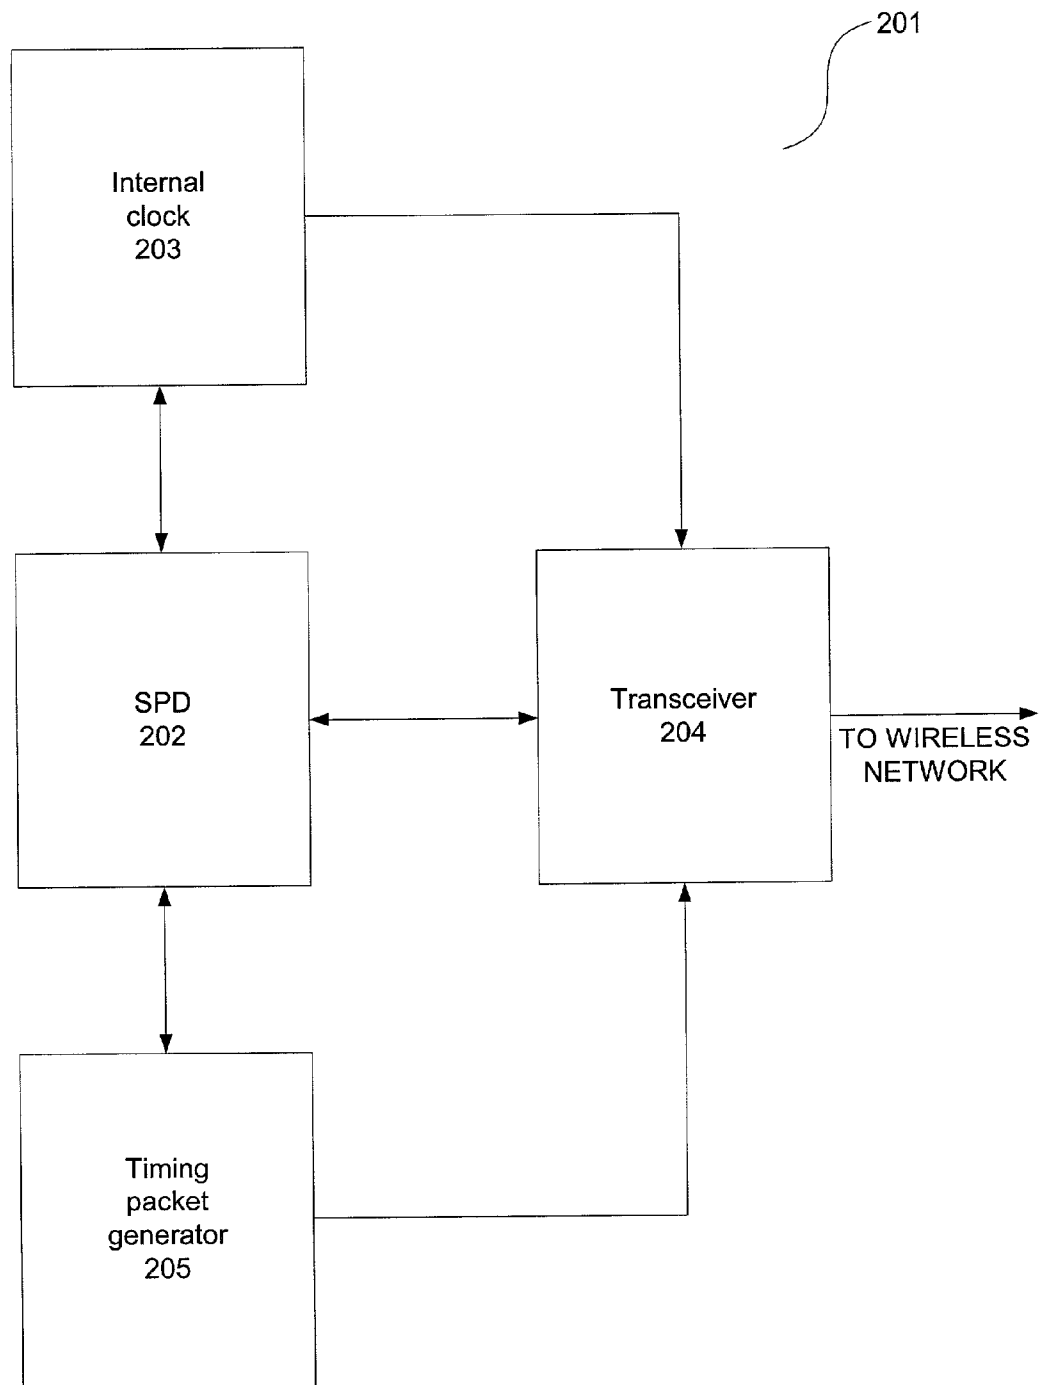 201
Internal
clock
203
SPD
202
Transceiver
204
TO WIRELESS
NETWORK
Timing
packet
generator
205